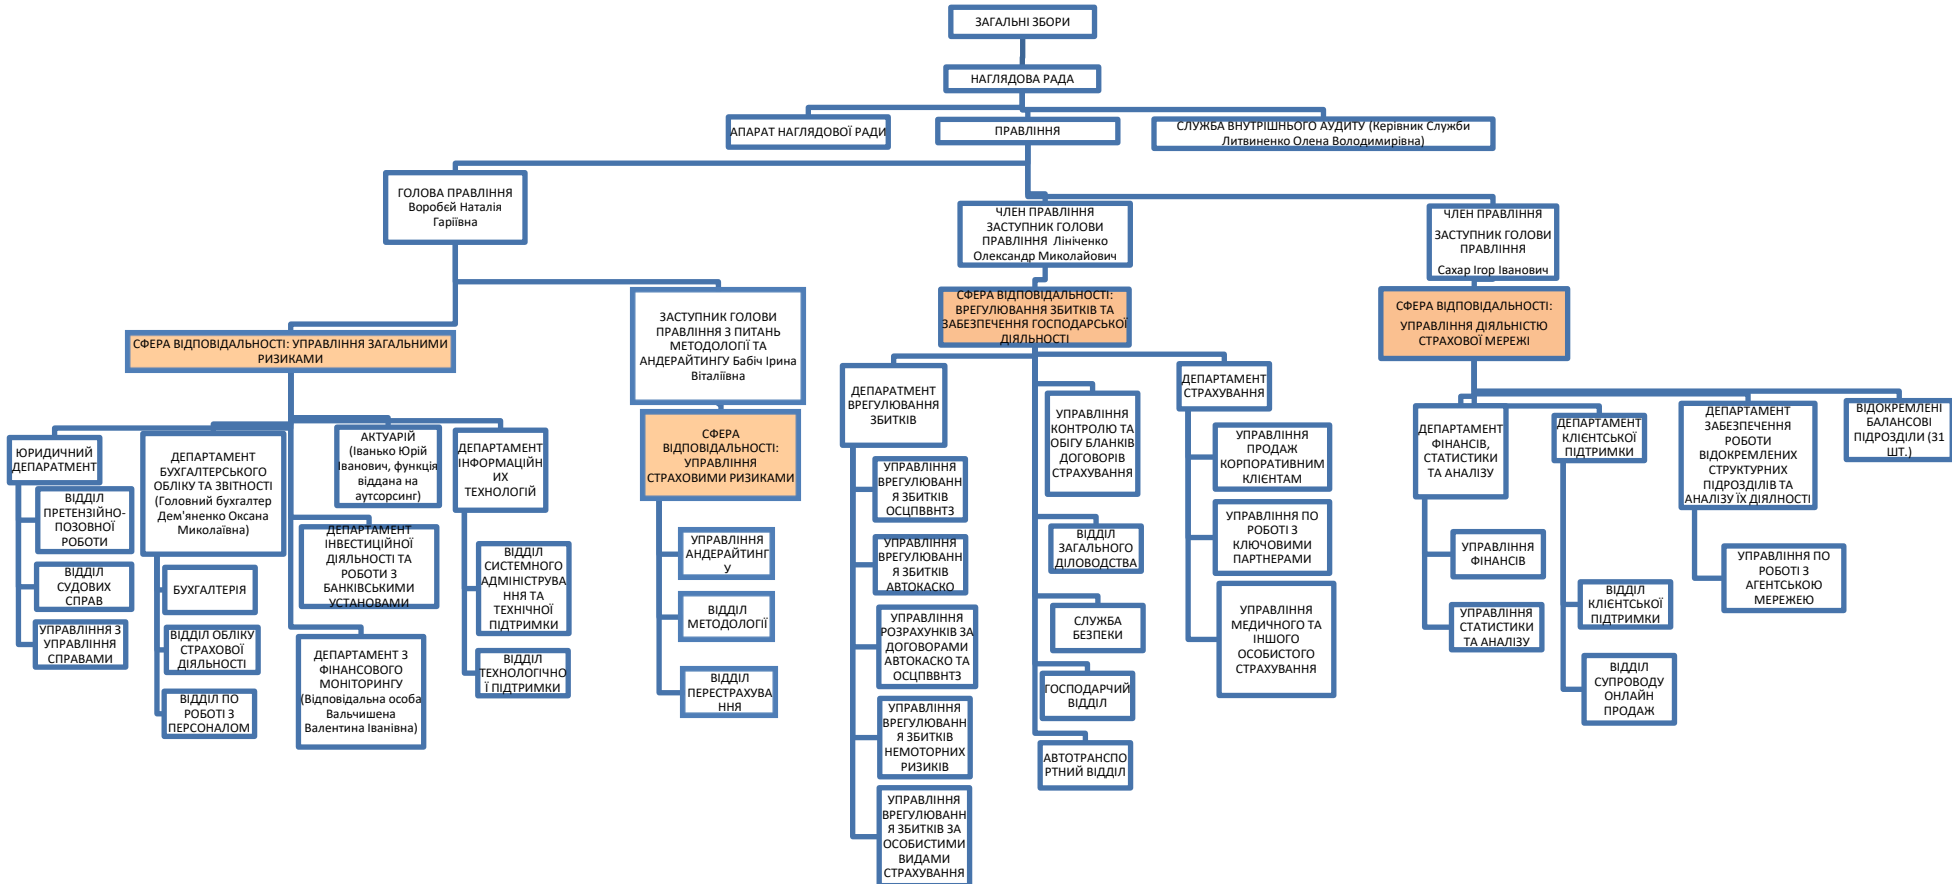 ЗАГАЛЬНІ ЗБОРИ
НАГЛЯДОВА РАДА
АПАРАТ НАГЛЯДОВОЇ РАДИ
ПРАВЛІННЯ
СЛУЖБА ВНУТРІШНЬОГО АУДИТУ (Керівник Служби
Литвиненко Олена Володимирівна)
ГОЛОВА ПРАВЛІННЯ
Воробєй Наталія
Гаріївна
ЧЛЕН ПРАВЛІННЯ
ЗАСТУПНИК ГОЛОВИ
ПРАВЛІННЯ Лініченко
Олександр Миколайович
ЧЛЕН ПРАВЛІННЯ
ЗАСТУПНИК ГОЛОВИ
ПРАВЛІННЯ
Сахар Ігор Іванович
СФЕРА ВІДПОВІДАЛЬНОСТІ: УПРАВЛІННЯ ЗАГАЛЬНИМИ
РИЗИКАМИ
ЗАСТУПНИК ГОЛОВИ
ПРАВЛІННЯ З ПИТАНЬ
МЕТОДОЛОГІЇ ТА
АНДЕРАЙТИНГУ Бабіч Ірина
Віталіївна
СФЕРА ВІДПОВІДАЛЬНОСТІ:
ВРЕГУЛЮВАННЯ ЗБИТКІВ ТА
ЗАБЕЗПЕЧЕННЯ ГОСПОДАРСЬКОЇ
ДІЯЛЬНОСТІ
СФЕРА ВІДПОВІДАЛЬНОСТІ:
УПРАВЛІННЯ ДІЯЛЬНІСТЮ
СТРАХОВОЇ МЕРЕЖІ
ЮРИДИЧНИЙ
ДЕПАРАТМЕНТ
ВІДДІЛ
ПРЕТЕНЗІЙНО-
ПОЗОВНОЇ
РОБОТИ
ВІДДІЛ
СУДОВИХ
СПРАВ
УПРАВЛІННЯ З
УПРАВЛІННЯ
СПРАВАМИ
ДЕПАРТАМЕНТ
БУХГАЛТЕРСЬКОГО
ОБЛІКУ ТА ЗВІТНОСТІ
(Головний бухгалтер
Дем'яненко Оксана
Миколаївна)
БУХГАЛТЕРІЯ
ВІДДІЛ ОБЛІКУ
СТРАХОВОЇ
ДІЯЛЬНОСТІ
ВІДДІЛ ПО
РОБОТІ З
ПЕРСОНАЛОМ
АКТУАРІЙ
(Іванько Юрій
Іванович, функція
віддана на
аутсорсинг)
ДЕПАРТАМЕНТ
ІНВЕСТИЦІЙНОЇ
ДІЯЛЬНОСТІ ТА
РОБОТИ З
БАНКІВСЬКИМИ
УСТАНОВАМИ
ДЕПАРТАМЕНТ З
ФІНАНСОВОГО
МОНІТОРИНГУ
(Відповідальна особа
Вальчишена
Валентина Іванівна)
ДЕПАРТАМЕНТ
ІНФОРМАЦІЙН
ИХ
ТЕХНОЛОГІЙ
ВІДДІЛ
СИСТЕМНОГО
АДМІНІСТРУВА
ННЯ ТА
ТЕХНІЧНОЇ
ПІДТРИМКИ
ВІДДІЛ
ТЕХНОЛОГІЧНО
Ї ПІДТРИМКИ
СФЕРА
ВІДПОВІДАЛЬНОСТІ:
УПРАВЛІННЯ
СТРАХОВИМИ РИЗИКАМИ
УПРАВЛІННЯ
АНДЕРАЙТИНГ
У
ВІДДІЛ
МЕТОДОЛОГІЇ
ВІДДІЛ
ПЕРЕСТРАХУВА
ННЯ
ДЕПАРАТМЕНТ
ВРЕГУЛЮВАННЯ
ЗБИТКІВ
УПРАВЛІННЯ
ВРЕГУЛЮВАНН
Я ЗБИТКІВ
ОСЦПВВНТЗ
УПРАВЛІННЯ
ВРЕГУЛЮВАНН
Я ЗБИТКІВ
АВТОКАСКО
УПРАВЛІННЯ
РОЗРАХУНКІВ ЗА
ДОГОВОРАМИ
АВТОКАСКО ТА
ОСЦПВВНТЗ
УПРАВЛІННЯ
ВРЕГУЛЮВАНН
Я ЗБИТКІВ
НЕМОТОРНИХ
РИЗИКІВ
УПРАВЛІННЯ
ВРЕГУЛЮВАНН
Я ЗБИТКІВ ЗА
ОСОБИСТИМИ
ВИДАМИ
СТРАХУВАННЯ
УПРАВЛІННЯ
КОНТРОЛЮ ТА
ОБІГУ БЛАНКІВ
ДОГОВОРІВ
СТРАХУВАННЯ
ВІДДІЛ
ЗАГАЛЬНОГО
ДІЛОВОДСТВА
СЛУЖБА
БЕЗПЕКИ
ГОСПОДАРЧИЙ
ВІДДІЛ
АВТОТРАНСПО
РТНИЙ ВІДДІЛ
ДЕПАРТАМЕНТ
СТРАХУВАННЯ
УПРАВЛІННЯ
ПРОДАЖ
КОРПОРАТИВНИМ
КЛІЄНТАМ
УПРАВЛІННЯ ПО
РОБОТІ З
КЛЮЧОВИМИ
ПАРТНЕРАМИ
УПРАВЛІННЯ
МЕДИЧНОГО ТА
ІНШОГО
ОСОБИСТОГО
СТРАХУВАННЯ
ДЕПАРТАМЕНТ
ФІНАНСІВ,
СТАТИСТИКИ
ТА АНАЛІЗУ
УПРАВЛІННЯ
ФІНАНСІВ
УПРАВЛІННЯ
СТАТИСТИКИ
ТА АНАЛІЗУ
ДЕПАРТАМЕНТ
КЛІЄНТСЬКОЇ
ПІДТРИМКИ
ВІДДІЛ
КЛІЄНТСЬКОЇ
ПІДТРИМКИ
ВІДДІЛ
СУПРОВОДУ
ОНЛАЙН
ПРОДАЖ
ДЕПАРТАМЕНТ
ЗАБЕЗПЕЧЕННЯ
РОБОТИ
ВІДОКРЕМЛЕНИХ
СТРУКТУРНИХ
ПІДРОЗДІЛІВ ТА
АНАЛІЗУ ЇХ ДІЯЛНОСТІ
УПРАВЛІННЯ ПО
РОБОТІ З
АГЕНТСЬКОЮ
МЕРЕЖЕЮ
ВІДОКРЕМЛЕНІ
БАЛАНСОВІ
ПІДРОЗДІЛИ (31
ШТ.)